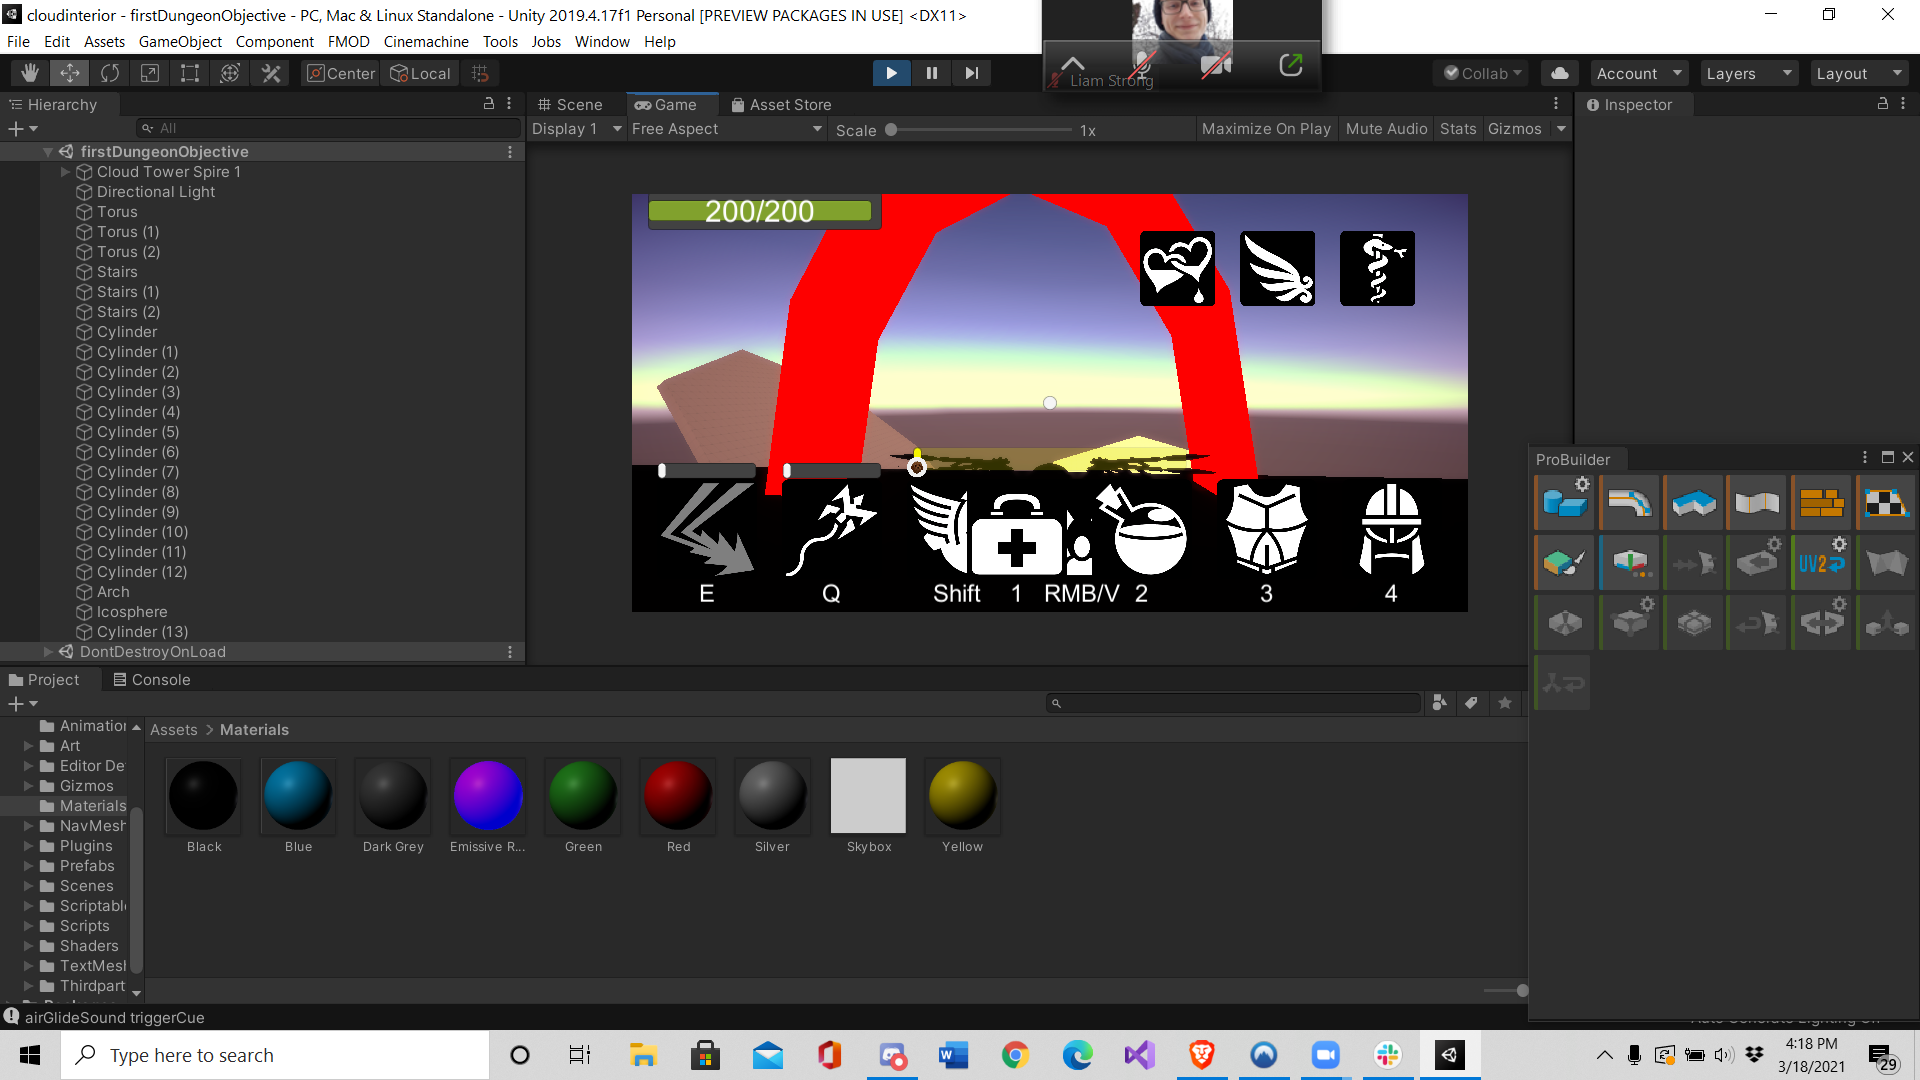 cloudinterior - firstDungeonObjective - PC, Mac & Linux Standalone - Unity 2019.4.17f1 Personal [PREVIEW PACKAGES IN USE] <DX11>
File Edit Assets GameObject Component FMOD Cinemachine Tools Jobs Window Help
Liam Strong
Center Local Collab Account Layers Layout
Hierarchy
All
firstDungeonObjective
Cloud Tower Spire 1
Directional Light
Torus
Torus (1)
Torus (2)
Stairs
Stairs (1)
Stairs (2)
Cylinder
Cylinder (1)
Cylinder (2)
Cylinder (3)
Cylinder (4)
Cylinder (5)
Cylinder (6)
Cylinder (7)
Cylinder (8)
Cylinder (9)
Cylinder (10)
Cylinder (11)
Cylinder (12)
Arch
Icosphere
Cylinder (13)
DontDestroyOnLoad
Scene Game Asset Store
Display 1 Free Aspect Scale 1x Maximize On Play Mute Audio Stats Gizmos
200/200
E Q Shift 1 RMB/V 2 3 4
Inspector
ProBuilder
UV2
Project Console
Animation
Art
Editor De
Gizmos
Materials
NavMesh
Plugins
Prefabs
Scenes
Scriptabl
Scripts
Shaders
TextMesh
Thirdpart
Assets > Materials
Black Blue Dark Grey Emissive R... Green Red Silver Skybox Yellow
airGlideSound triggerCue
Type here to search
4:18 PM
3/18/2021
29